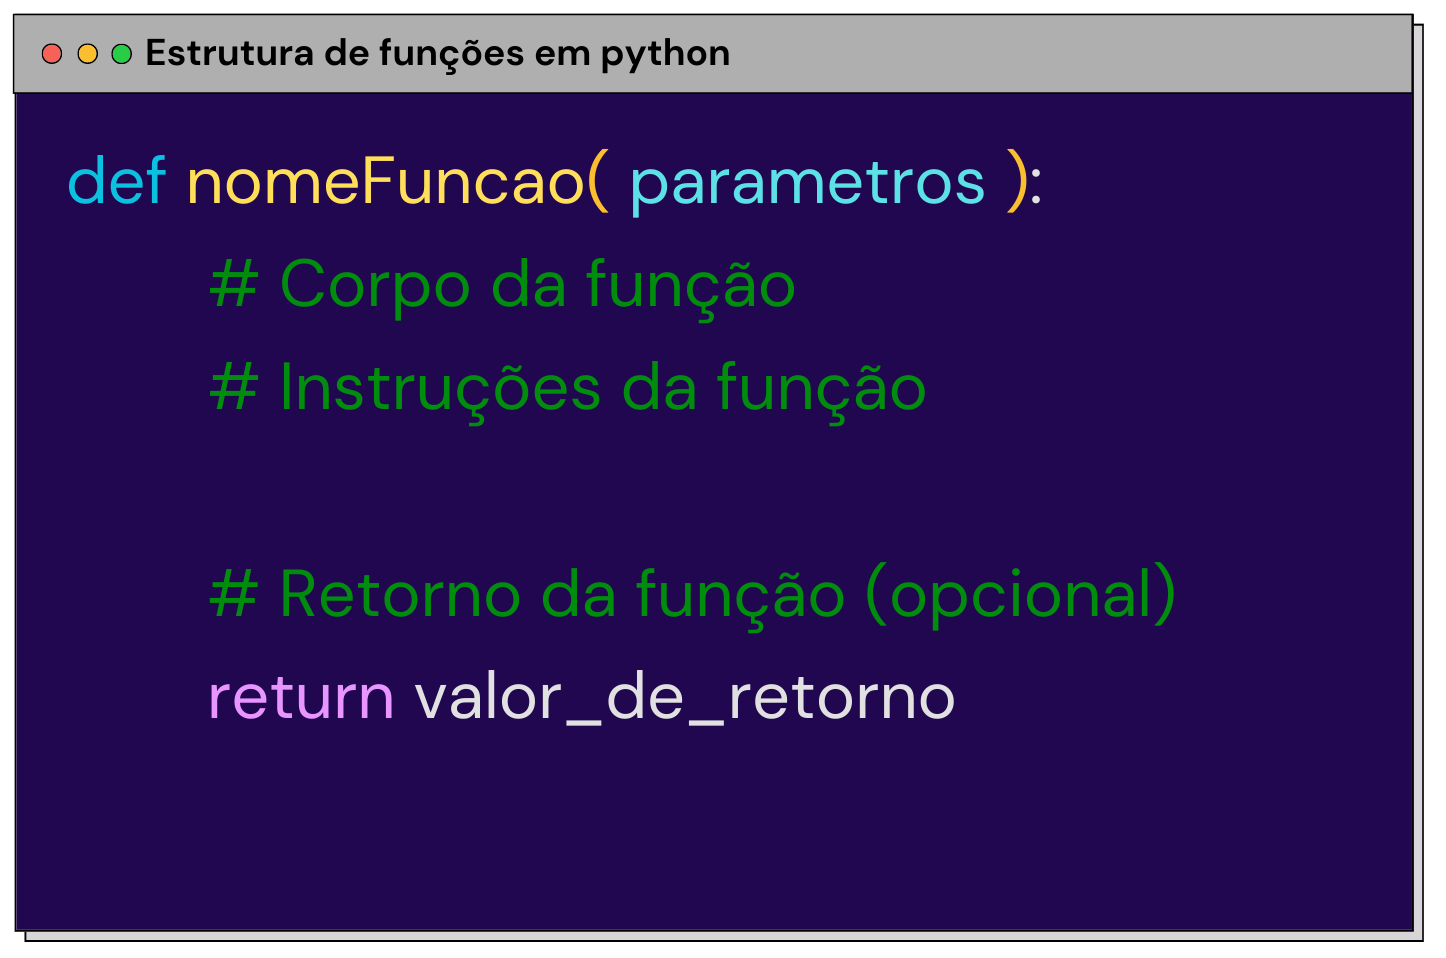 Estrutura de funções em python
def nomeFuncao( parametros ):
# Corpo da função
# Instruções da função
# Retorno da função (opcional)
return valor_de_retorno